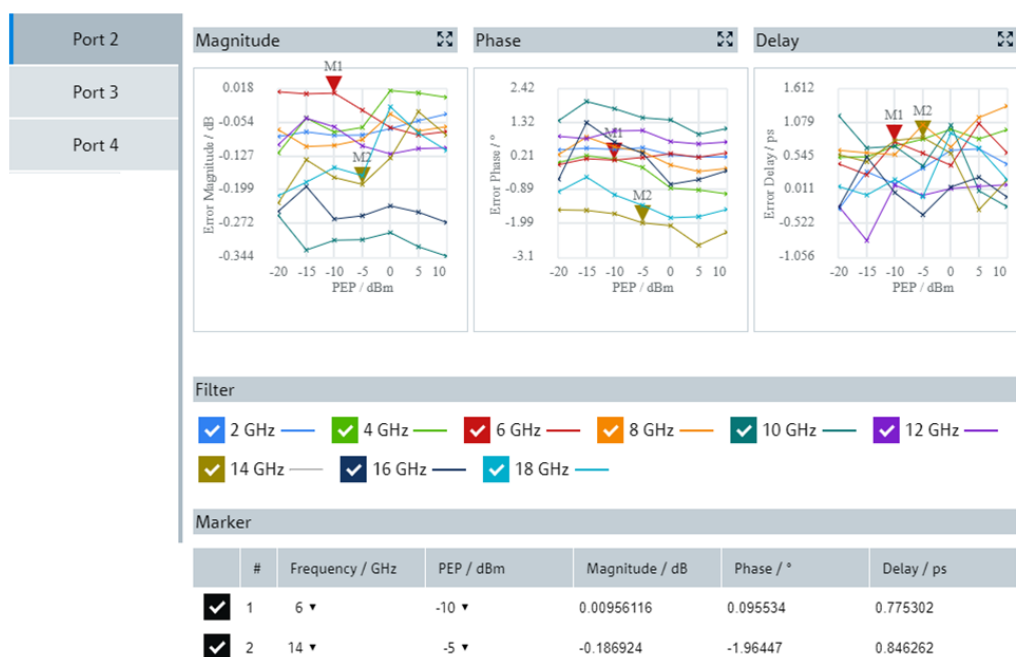 Port 2
Port 3
Port 4
Magnitude
Phase
Delay
M1
M2
0.018
-0.054
-0.127
-0.199
-0.272
-0.344
Error Magnitude / dB
-20 -15 -10 -5 0 5 10
PEP / dBm
M1
M2
2.42
1.32
0.21
-0.89
-1.99
-3.1
Error Phase / °
-20 -15 -10 -5 0 5 10
PEP / dBm
M1 M2
1.612
1.079
0.545
0.011
-0.522
-1.056
Error Delay / ps
-20 -15 -10 -5 0 5 10
PEP / dBm
Filter
2 GHz 4 GHz 6 GHz 8 GHz 10 GHz 12 GHz
14 GHz 16 GHz 18 GHz
Marker
# Frequency / GHz PEP / dBm Magnitude / dB Phase / ° Delay / ps
1 6 -10 0.00956116 0.095534 0.775302
2 14 -5 -0.186924 -1.96447 0.846262